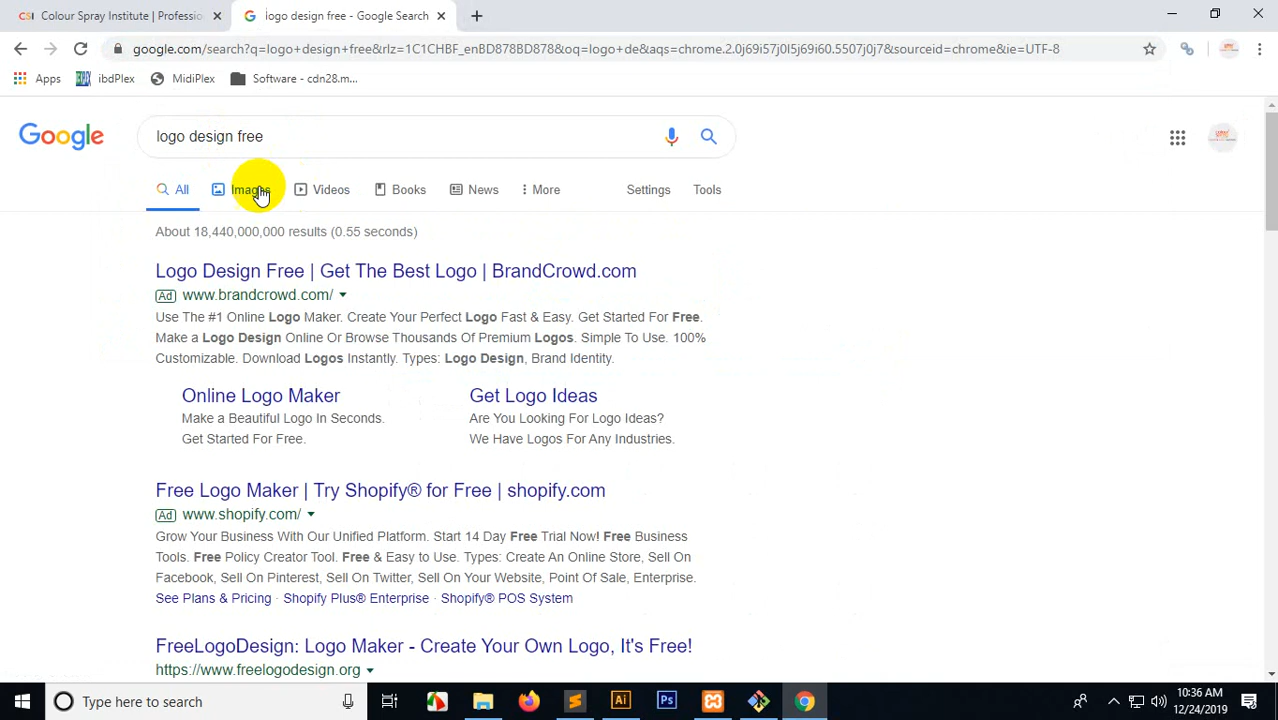 CSI Colour Spray Institute | Professio
logo design free - Google Search
google.com/search?q=logo+design+free&rlz=1C1CHBF_enBD878BD878&oq=logo+de&aqs=chrome.2.0j69i57j0l5j69i60.5507j0j7&sourceid=chrome&ie=UTF-8
Apps ibdPlex MidiPlex Software - cdn28.m...
Google logo design free
All Images Videos Books News More Settings Tools
About 18,440,000,000 results (0.55 seconds)
Logo Design Free | Get The Best Logo | BrandCrowd.com
Ad www.brandcrowd.com/
Use The #1 Online Logo Maker. Create Your Perfect Logo Fast & Easy. Get Started For Free.
Make a Logo Design Online Or Browse Thousands Of Premium Logos. Simple To Use. 100%
Customizable. Download Logos Instantly. Types: Logo Design, Brand Identity.
Online Logo Maker
Make a Beautiful Logo In Seconds.
Get Started For Free.
Get Logo Ideas
Are You Looking For Logo Ideas?
We Have Logos For Any Industries.
Free Logo Maker | Try Shopify® for Free | shopify.com
Ad www.shopify.com/
Grow Your Business With Our Unified Platform. Start 14 Day Free Trial Now! Free Business
Tools. Free Policy Creator Tool. Free & Easy to Use. Types: Create An Online Store, Sell On
Facebook, Sell On Pinterest, Sell On Twitter, Sell On Your Website, Point Of Sale, Enterprise.
See Plans & Pricing · Shopify Plus® Enterprise · Shopify® POS System
FreeLogoDesign: Logo Maker - Create Your Own Logo, It's Free!
https://www.freelogodesign.org
Type here to search
Ai
Ps
10:36 AM
12/24/2019